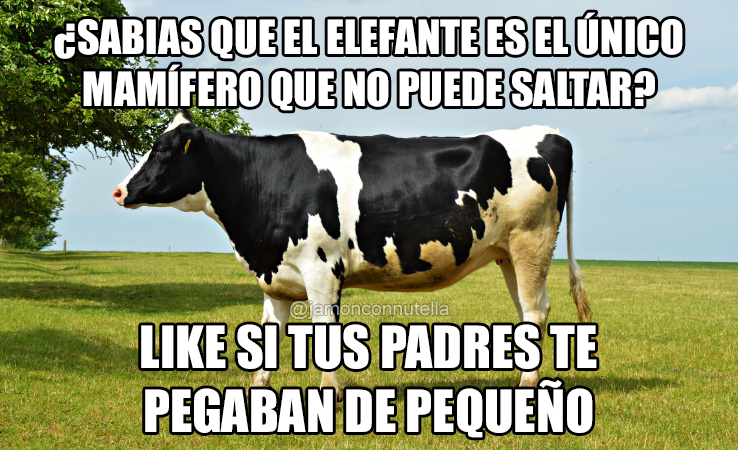 ¿SABIAS QUE EL ELEFANTE ES EL ÚNICO
MAMÍFERO QUE NO PUEDE SALTAR?
@jamonconnutella
LIKE SI TUS PADRES TE
PEGABAN DE PEQUEÑO